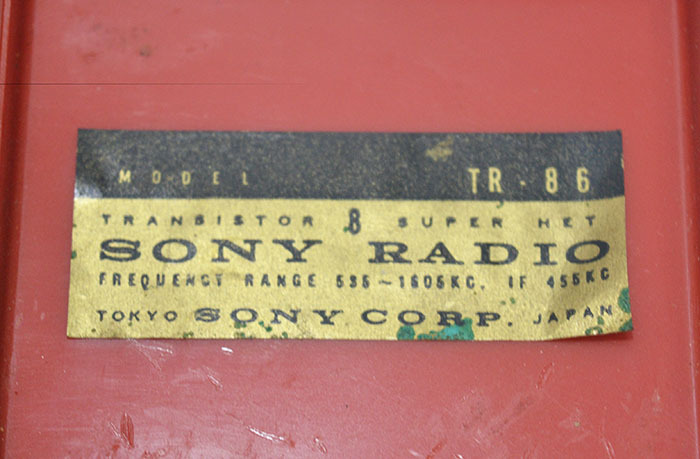 MODEL TR-86
TRANSISTOR 8 SUPER HET
SONY RADIO
FREQUENCY RANGE 535~1605KC. IF 455KC
TOKYO SONY CORP. JAPAN